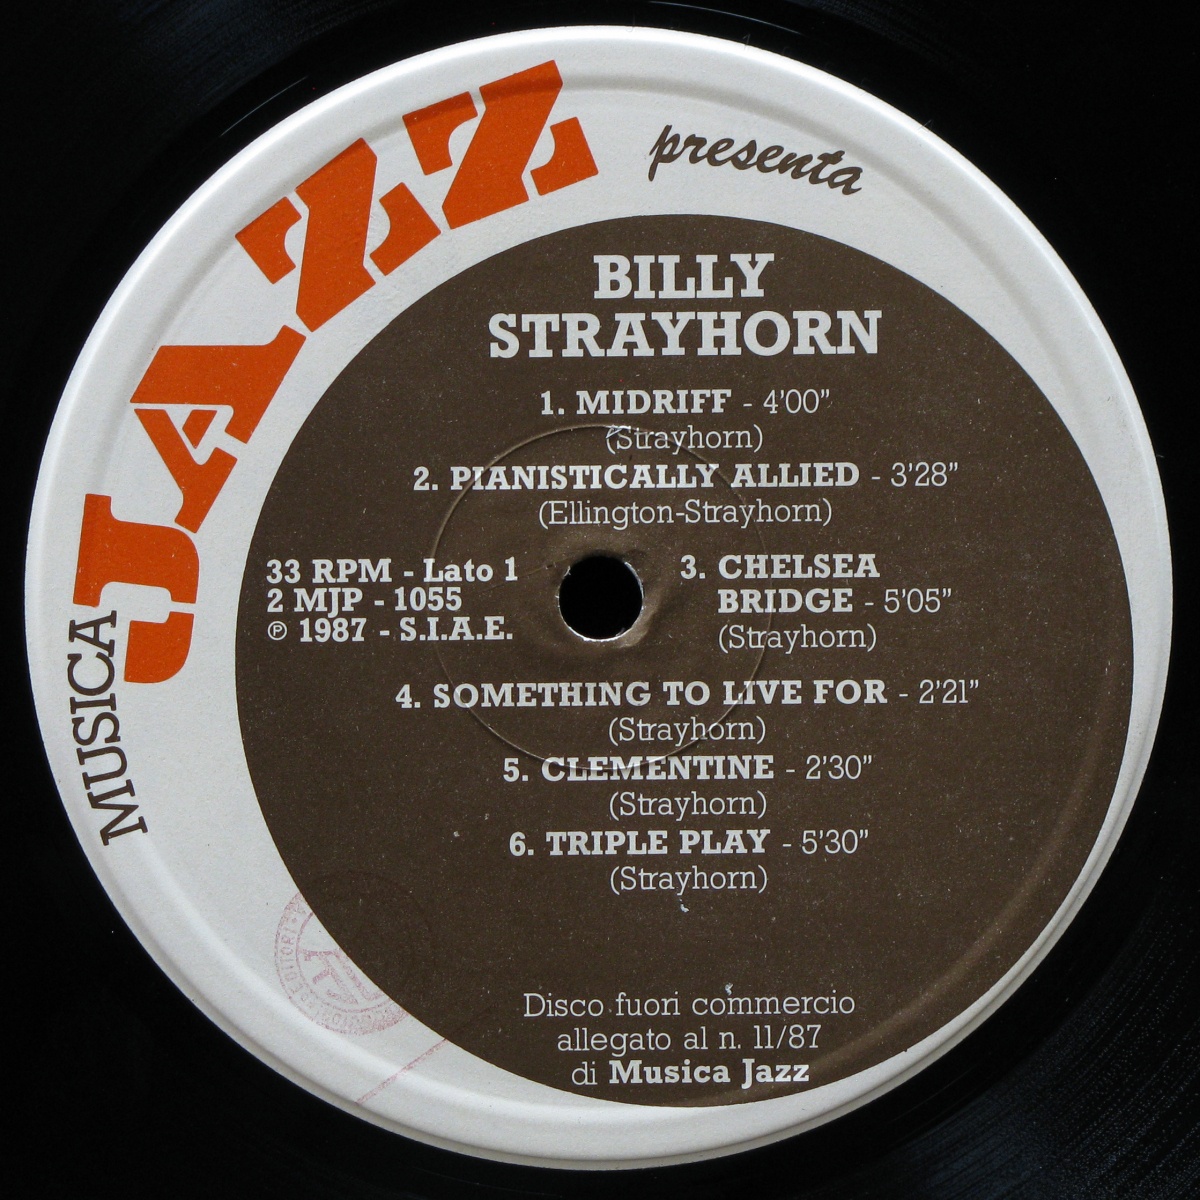 MUSICA JAZZ presenta
BILLY
STRAYHORN
1. MIDRIFF - 4'00"
(Strayhorn)
2. PIANISTICALLY ALLIED - 3'28"
(Ellington-Strayhorn)
33 RPM - Lato 1
2 MJP - 1055
℗ 1987 - S.I.A.E.
3. CHELSEA
BRIDGE - 5'05"
(Strayhorn)
4. SOMETHING TO LIVE FOR - 2'21"
(Strayhorn)
5. CLEMENTINE - 2'30"
(Strayhorn)
6. TRIPLE PLAY - 5'30"
(Strayhorn)
Disco fuori commercio
allegato al n. 11/87
di Musica Jazz
EDITORI